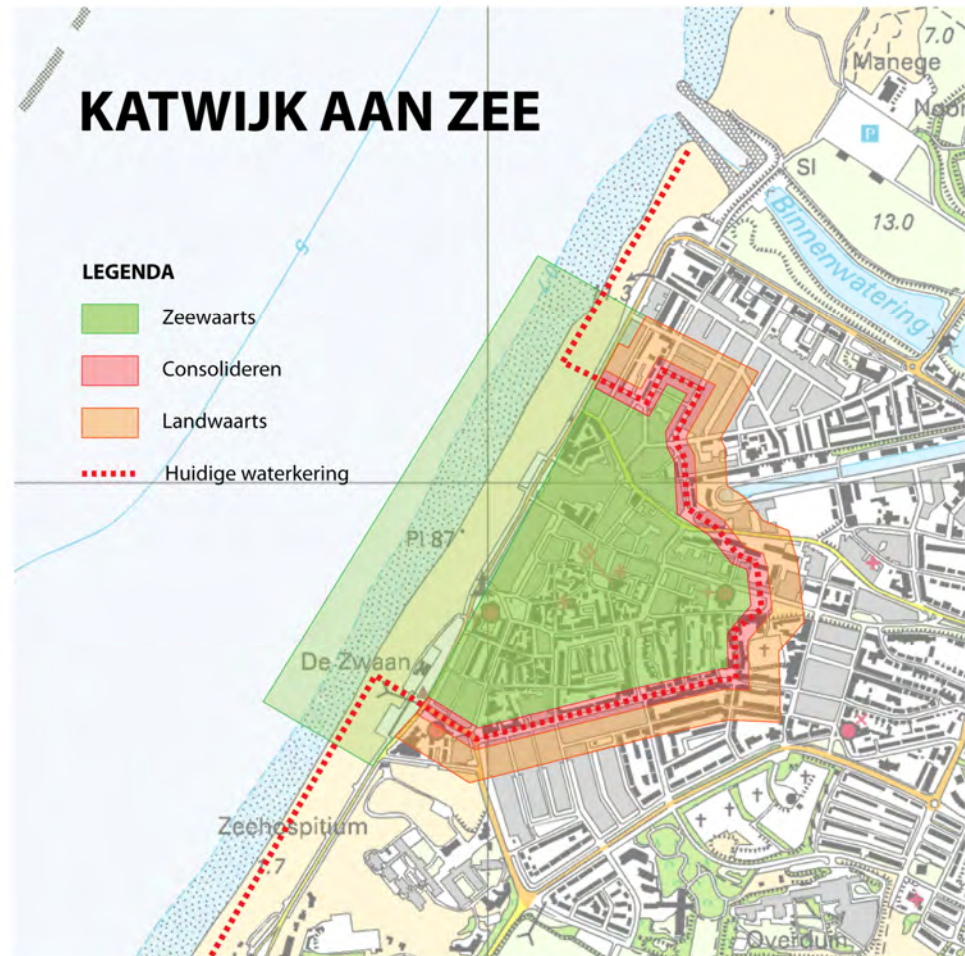 KATWIJK AAN ZEE
LEGENDA
Zeewaarts
Consolideren
Landwaarts
Huidige waterkering
7.0
Manege
P
SI
13.0
Binnenwatering
S
3
Pl 87
De Zwaan
Zeehospitium
Overduin